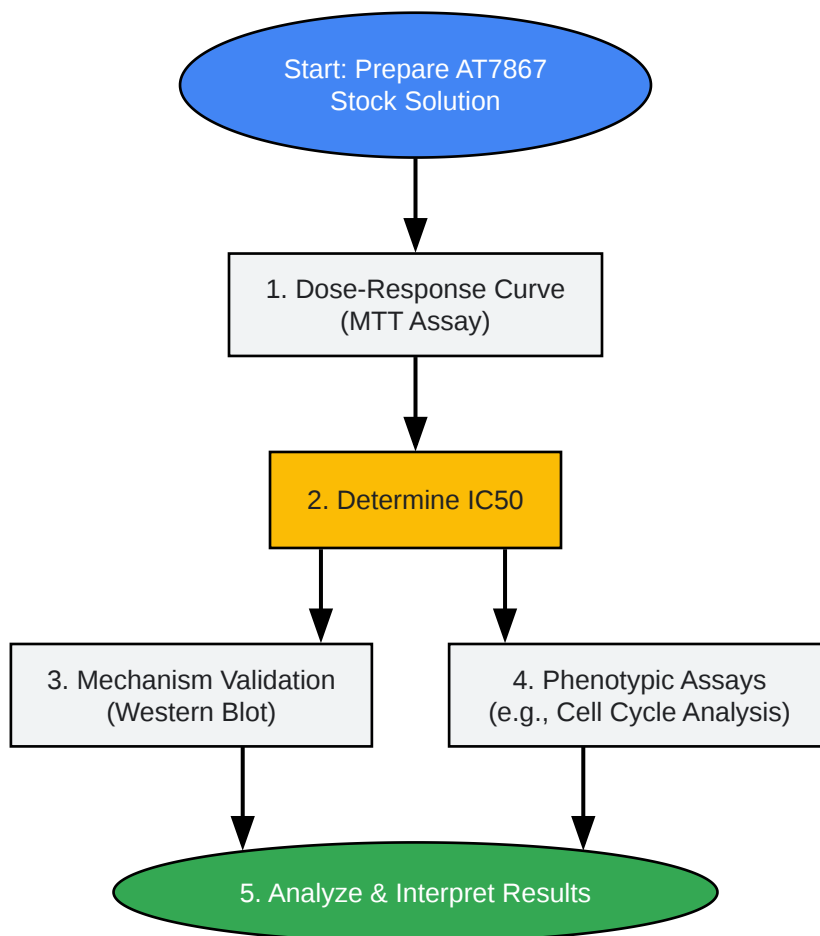 Start: Prepare AT7867
Stock Solution
1. Dose-Response Curve
(MTT Assay)
2. Determine IC50
3. Mechanism Validation
(Western Blot)
4. Phenotypic Assays
(e.g., Cell Cycle Analysis)
5. Analyze & Interpret Results